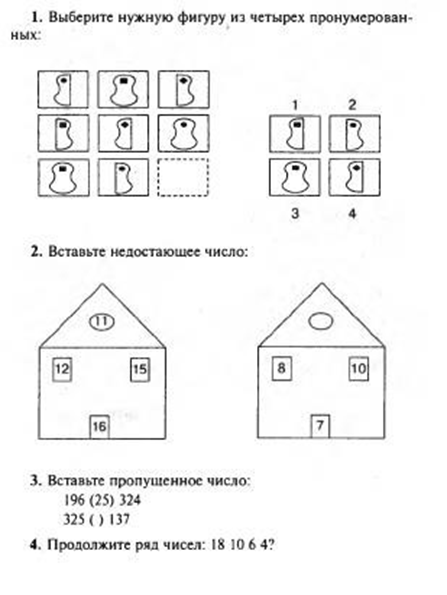 1. Выберите нужную фигуру из четырех пронумерован-
ных:
1 2
3 4
2. Вставьте недостающее число:
11
12 15 8 10
16 7
3. Вставьте пропущенное число:
196 (25) 324
325 ( ) 137
4. Продолжите ряд чисел: 18 10 6 4?